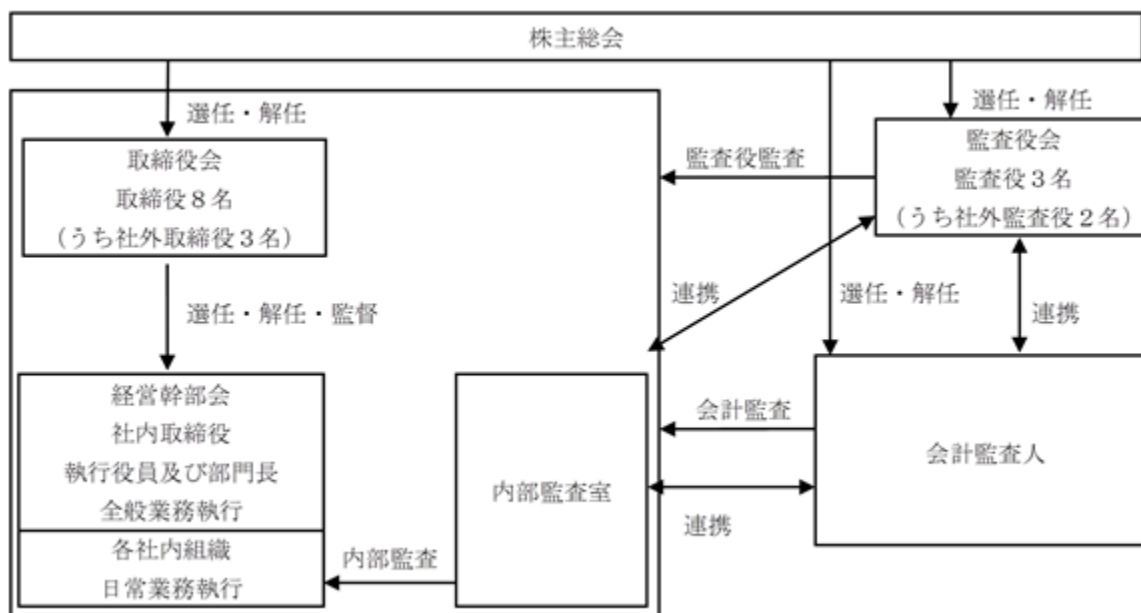 株主総会
選任・解任
選任・解任
取締役会
取締役８名
（うち社外取締役３名）
監査役監査
監査役会
監査役３名
（うち社外監査役２名）
選任・解任・監督
連携
選任・解任
連携
経営幹部会
社内取締役
執行役員及び部門長
全般業務執行
各社内組織
日常業務執行
内部監査
内部監査室
会計監査
連携
会計監査人